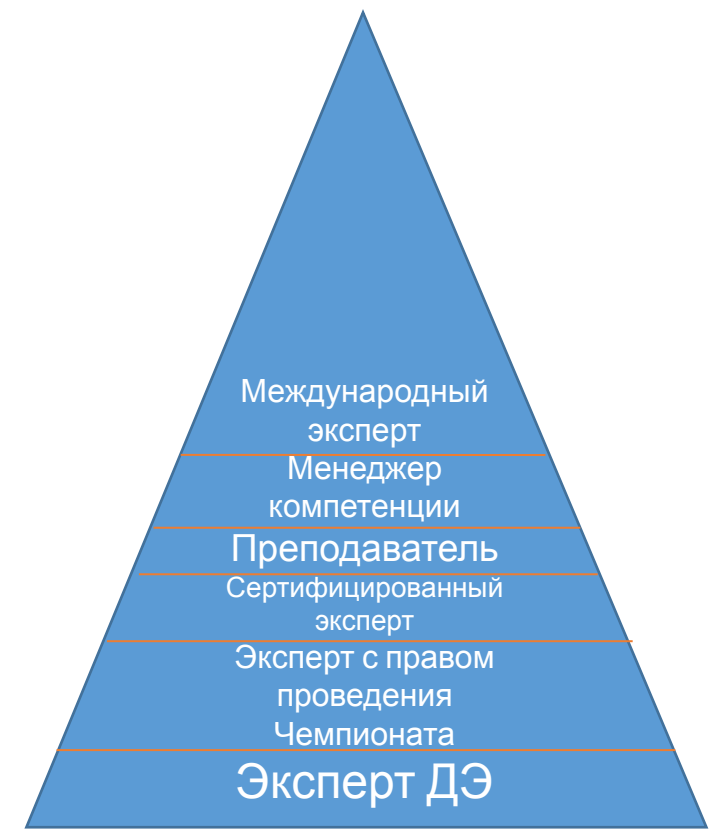 Международный
эксперт
Менеджер
компетенции
Преподаватель
Сертифицированный
эксперт
Эксперт с правом
проведения
Чемпионата
Эксперт ДЭ